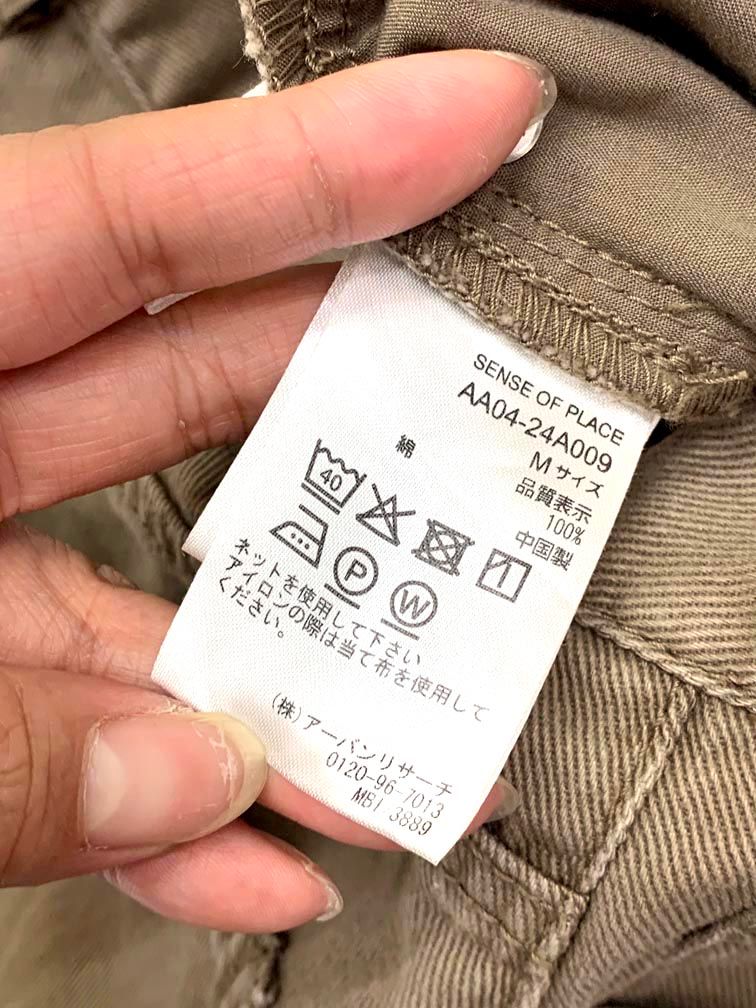 SENSE OF PLACE
AA04-24A009
Mサイズ
品質表示
綿 100%
中国製
40
P W
ネットを使用して下さい
アイロンの際は当て布を使用して
ください。
(株)アーバンリサーチ
0120-96-7013
MBI 3889